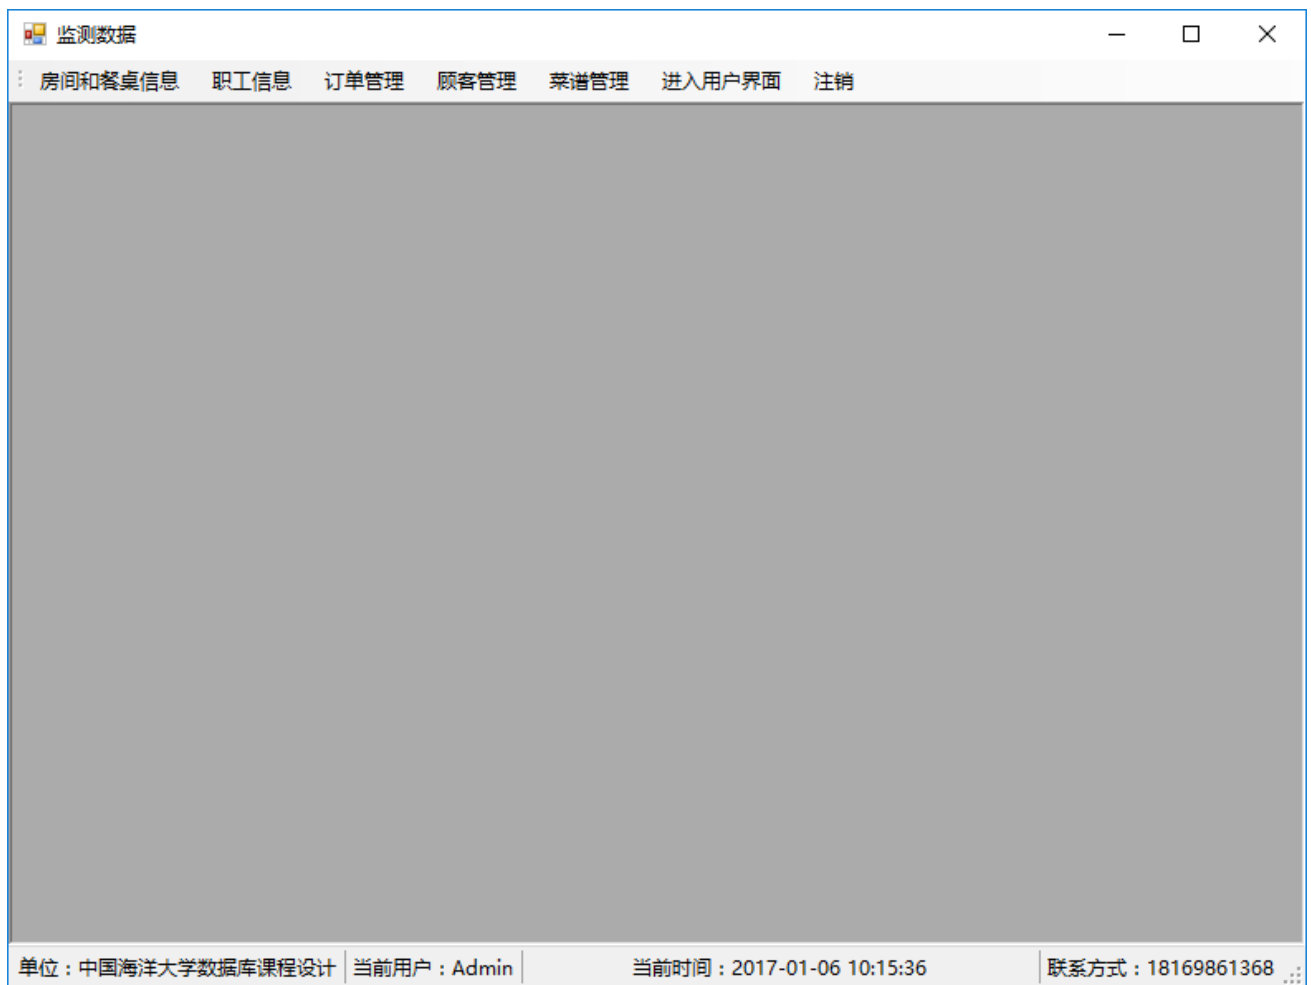 监测数据
房间和餐桌信息 职工信息 订单管理 顾客管理 菜谱管理 进入用户界面 注销
单位：中国海洋大学数据库课程设计 当前用户：Admin 当前时间：2017-01-06 10:15:36 联系方式：18169861368